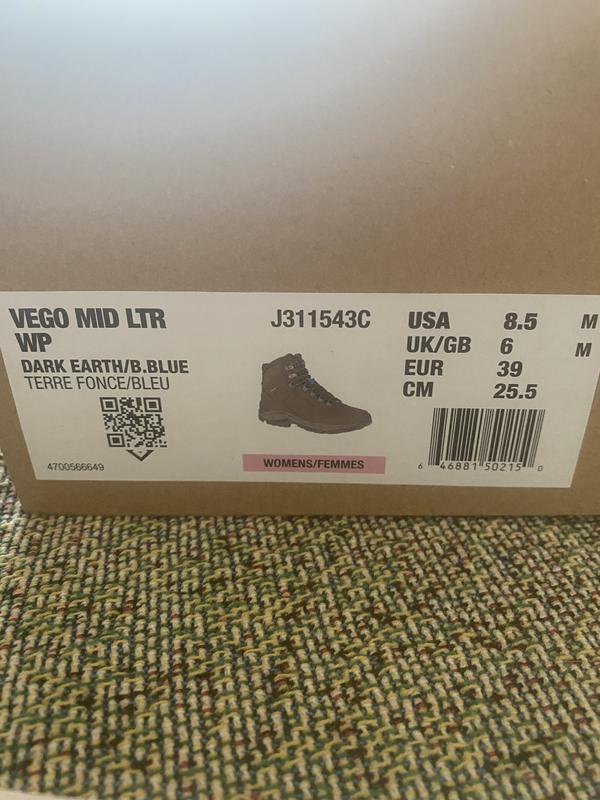 VEGO MID LTR
WP
DARK EARTH/B.BLUE
TERRE FONCE/BLEU
4700566649
J311543C
WOMENS/FEMMES
USA 8.5 M
UK/GB 6 M
EUR 39
CM 25.5
6 46881 50215 0